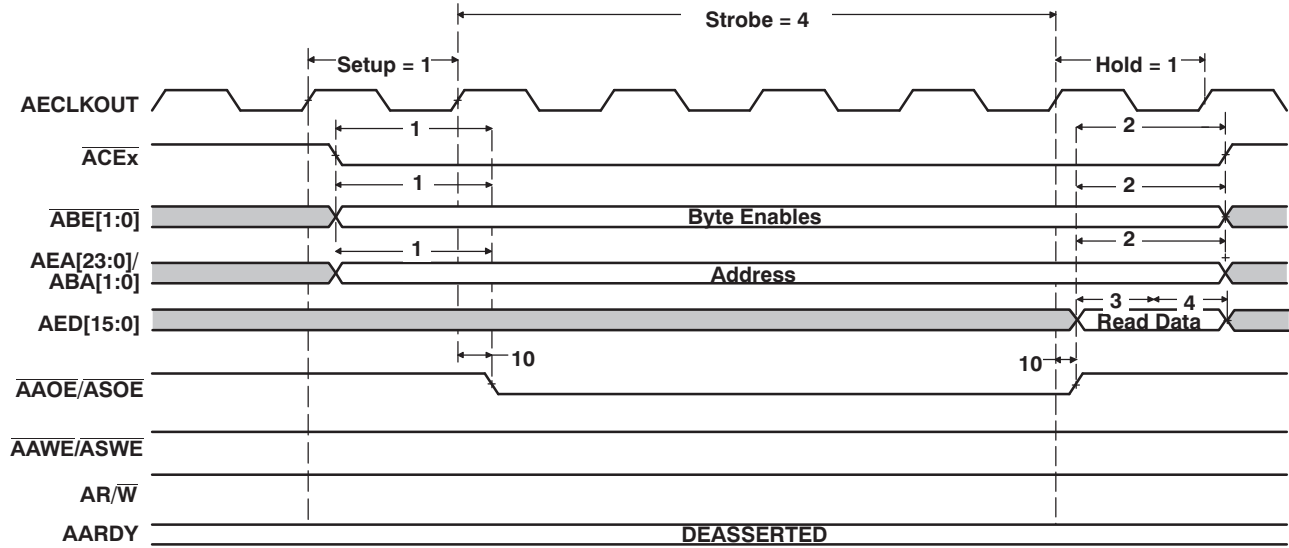 Strobe = 4
Setup = 1
Hold = 1
AECLKOUT
1
2
ACEx
1
2
ABE[1:0]
Byte Enables
1
2
AEA[23:0]/
ABA[1:0]
Address
3
4
AED[15:0]
Read Data
10
10
AAOE/ASOE
AAWE/ASWE
AR/W
AARDY
DEASSERTED